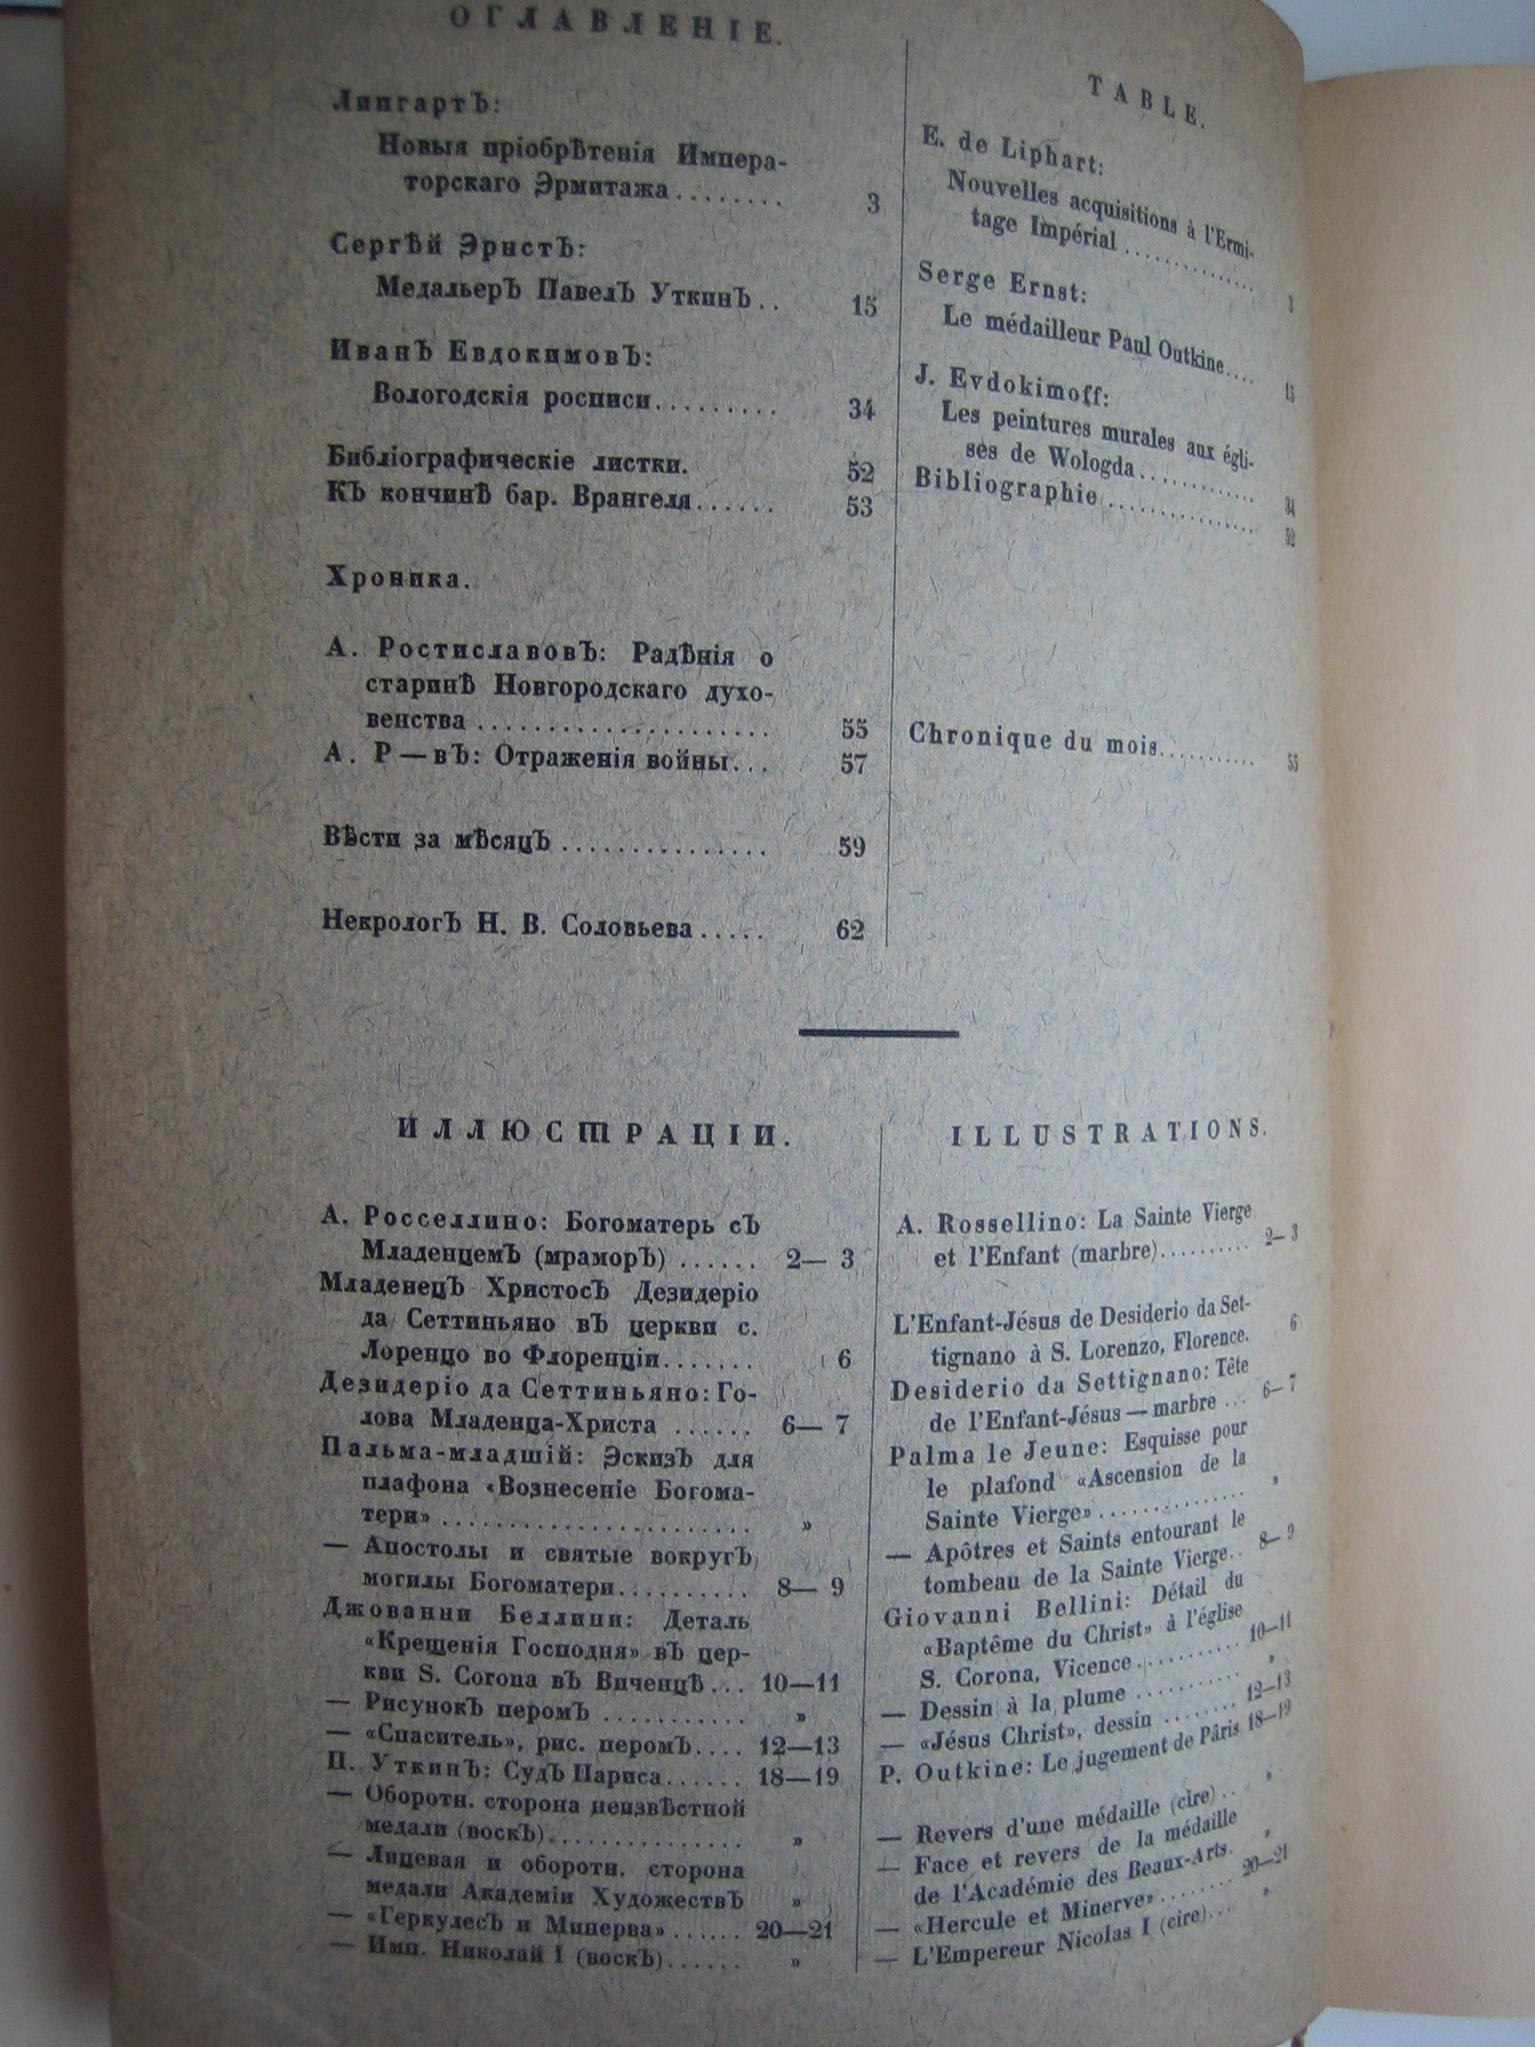 ОГЛАВЛЕНІЕ.
Липгартъ:
Новыя пріобрѣтенія Импера-
торскаго Эрмитажа ........ 3
Сергѣй Эрнстъ:
Медальеръ Павелъ Уткинъ .. 15
Иванъ Евдокимовъ:
Вологодскія росписи ......... 34
Библіографическіе листки. 52
Къ кончинѣ бар. Врангеля ...... 53
Хроника.
А. Ростиславовъ: Радѣнія о
старинѣ Новгородскаго духо-
венства ..................... 55
А. Р—въ: Отраженія войны ... 57
Вѣсти за мѣсяцъ ............... 59
Некрологъ Н. В. Соловьева ..... 62
TABLE.
E. de Liphart:
Nouvelles acquisitions à l'Ermi-
tage Impérial .............. 3
Serge Ernst:
Le médailleur Paul Outkine .... 15
J. Evdokimoff:
Les peintures murales aux égli-
ses de Wologda ............. 34
Bibliographie ................ 52
Chronique du mois ........... 55
ИЛЛЮСТРАЦІИ.
А. Росселлино: Богоматерь съ
Младенцемъ (мраморъ) ...... 2— 3
Младенецъ Христосъ Дезидеріо
да Сеттиньяно въ церкви с.
Лоренцо во Флоренціи ....... 6
Дезидеріо да Сеттиньяно: Го-
лова Младенца-Христа ...... 6— 7
Пальма-младшій: Эскизъ для
плафона «Вознесеніе Богома-
тери» ....................... »
— Апостолы и святые вокругъ
могилы Богоматери .......... 8— 9
Джованни Беллини: Деталь
«Крещенія Господня» въ цер-
кви S. Corona въ Виченцѣ ... 10—11
— Рисунокъ перомъ ........... »
— «Спаситель», рис. перомъ .... 12—13
П. Уткинъ: Судъ Париса ...... 18—19
— Оборотн. сторона неизвѣстной
медали (воскъ) .............. »
— Лицевая и оборотн. сторона
медали Академіи Художествъ »
— «Геркулесъ и Минерва» ...... 20—21
— Имп. Николай I (воскъ) ...... »
ILLUSTRATIONS.
A. Rossellino: La Sainte Vierge
et l'Enfant (marbre) .......... 2— 3
L'Enfant-Jésus de Desiderio da Set-
tignano à S. Lorenzo, Florence. 6
Desiderio da Settignano: Tête
de l'Enfant-Jésus — marbre ... 6— 7
Palma le Jeune: Esquisse pour
le plafond «Ascension de la
Sainte Vierge» .............. »
— Apôtres et Saints entourant le
tombeau de la Sainte Vierge .. 8— 9
Giovanni Bellini: Détail du
«Baptême du Christ» à l'église
S. Corona, Vicence .......... 10—11
— Dessin à la plume .......... »
— «Jésus Christ», dessin ........ 12—13
P. Outkine: Le jugement de Pâris 18—19
— Revers d'une médaille (cire) .. »
— Face et revers de la médaille
de l'Académie des Beaux-Arts. »
— «Hercule et Minerve» ........ 20—21
— L'Empereur Nicolas I (cire) ... »